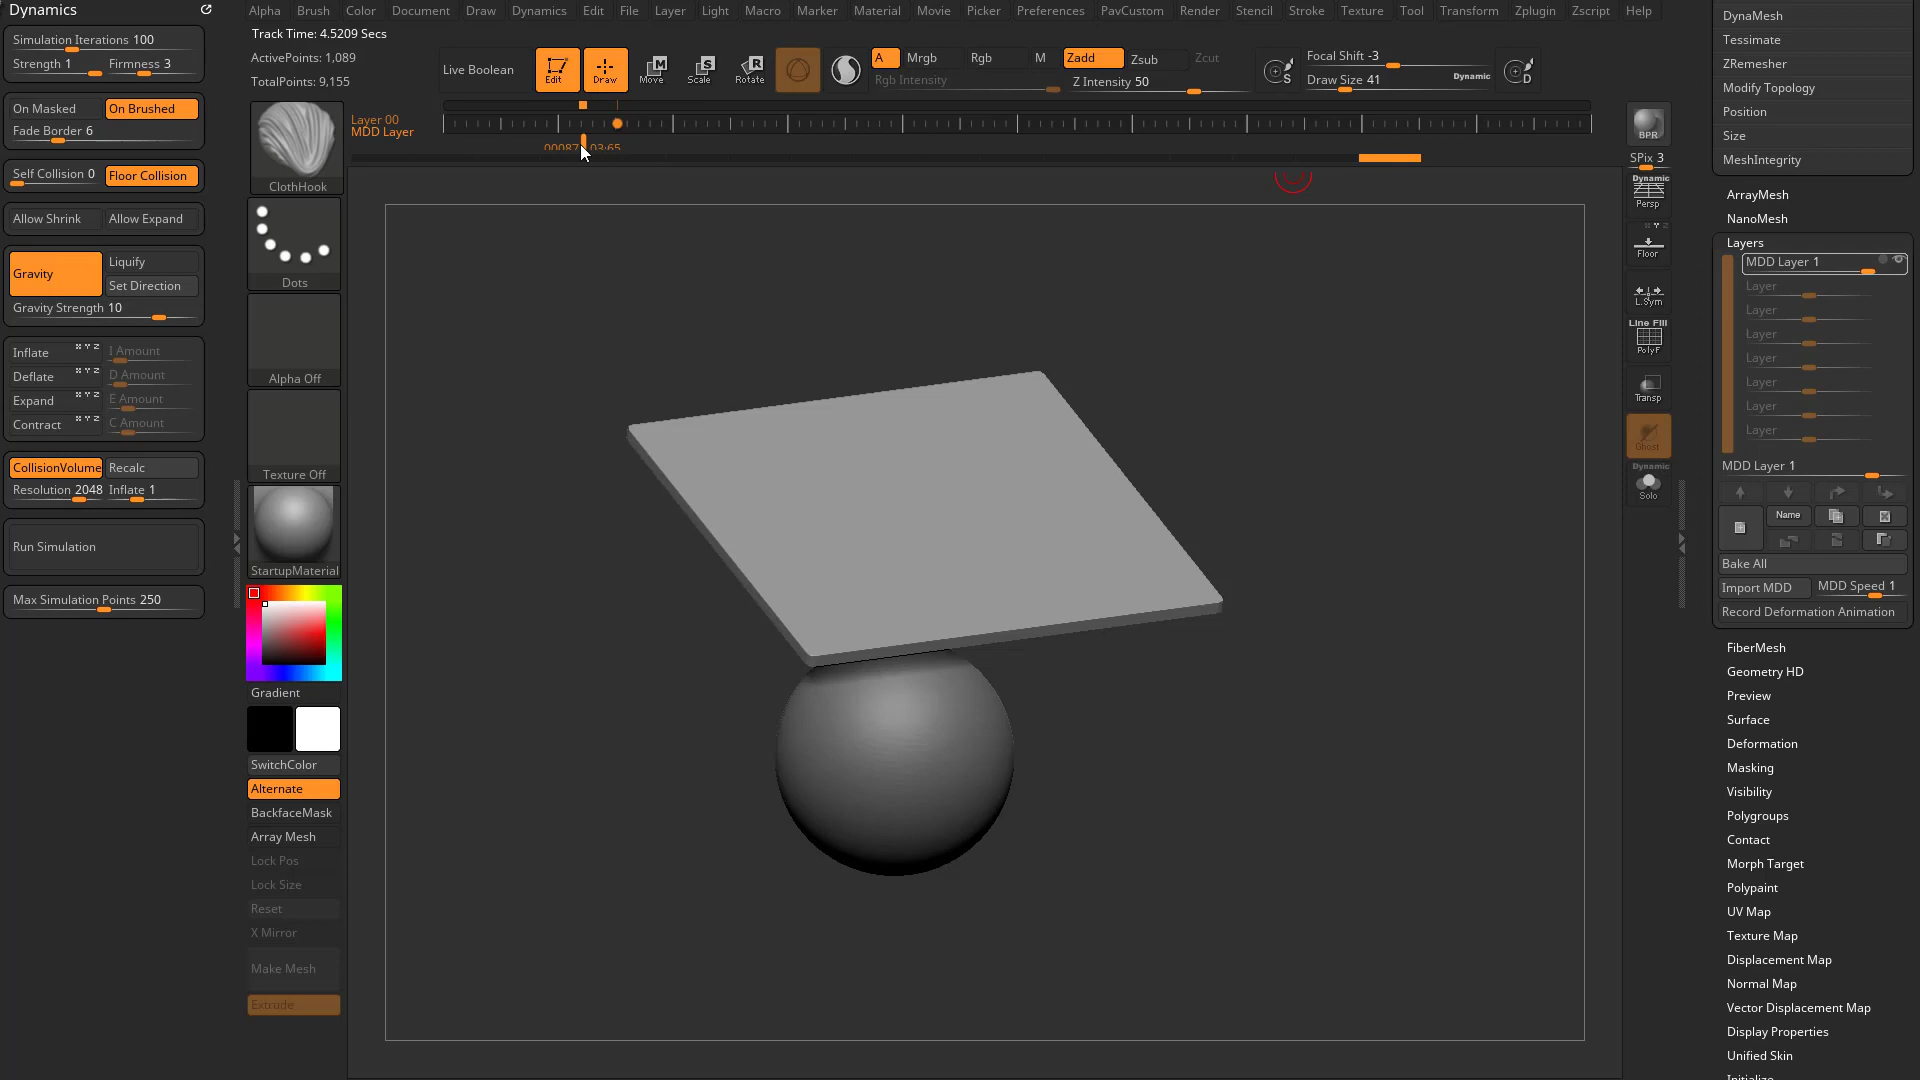 Dynamics
Simulation Iterations 100
Strength 1 Firmness 3
On Masked On Brushed
Fade Border 6
Self Collision 0 Floor Collision
Allow Shrink Allow Expand
Gravity
Liquify
Set Direction
Gravity Strength 10
Inflate X Y Z I Amount
Deflate X Y Z D Amount
Expand X Y Z E Amount
Contract X Y Z C Amount
CollisionVolume Recalc
Resolution 2048 Inflate 1
Run Simulation
Max Simulation Points 250
Alpha Brush Color Document Draw Dynamics Edit File Layer Light Macro Marker Material Movie Picker Preferences PavCustom Render Stencil Stroke Texture Tool Transform Zplugin Zscript Help
Track Time: 4.5209 Secs
ActivePoints: 1,089
TotalPoints: 9,155
Live Boolean
Edit
Draw
Move
Scale
Rotate
A Mrgb Rgb M Zadd Zsub Zcut
Rgb Intensity
Z Intensity 50
S
Focal Shift -3
Draw Size 41 Dynamic
D
Layer 00
MDD Layer
ClothHook
Dots
Alpha Off
Texture Off
StartupMaterial
Gradient
SwitchColor
Alternate
BackfaceMask
Array Mesh
Lock Pos
Lock Size
Reset
X Mirror
Make Mesh
Extrude
BPR
SPix 3
Dynamic
Persp
Floor
L.Sym
Line Fill
PolyF
Transp
Ghost
Dynamic
Solo
DynaMesh
Tessimate
ZRemesher
Modify Topology
Position
Size
MeshIntegrity
ArrayMesh
NanoMesh
Layers
MDD Layer 1
Layer
Layer
Layer
Layer
Layer
Layer
Layer
MDD Layer 1
Name
Bake All
Import MDD MDD Speed 1
Record Deformation Animation
FiberMesh
Geometry HD
Preview
Surface
Deformation
Masking
Visibility
Polygroups
Contact
Morph Target
Polypaint
UV Map
Texture Map
Displacement Map
Normal Map
Vector Displacement Map
Display Properties
Unified Skin